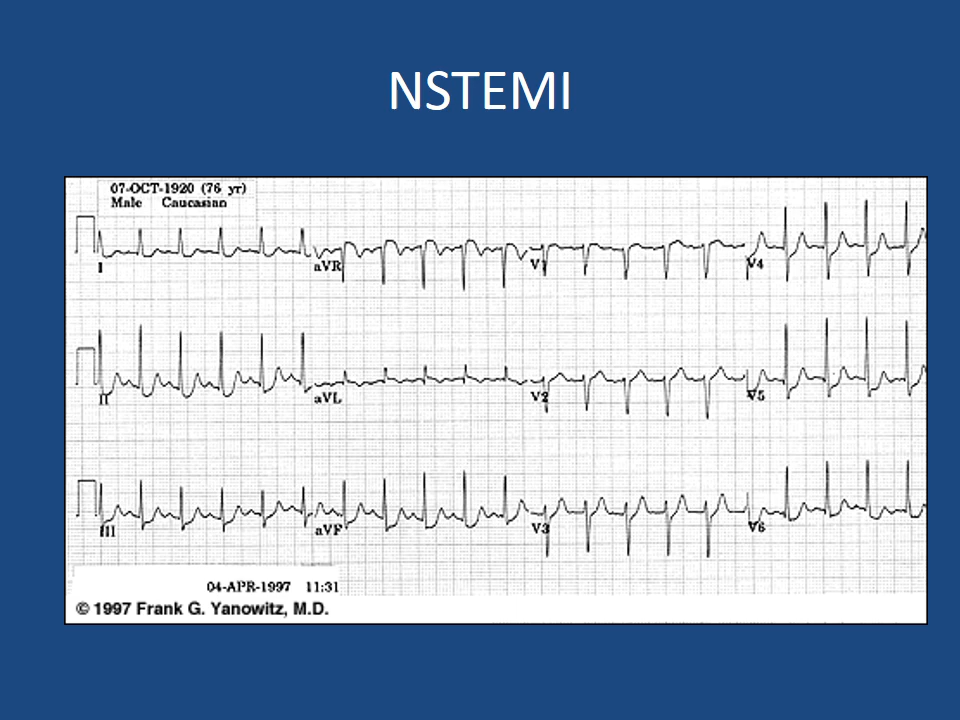 NSTEMI
07-OCT-1920 (76 yr)
Male Caucasian
I
aVR
V1
V4
II
aVL
V2
V5
III
aVF
V3
V6
04-APR-1997 11:31
© 1997 Frank G. Yanowitz, M.D.